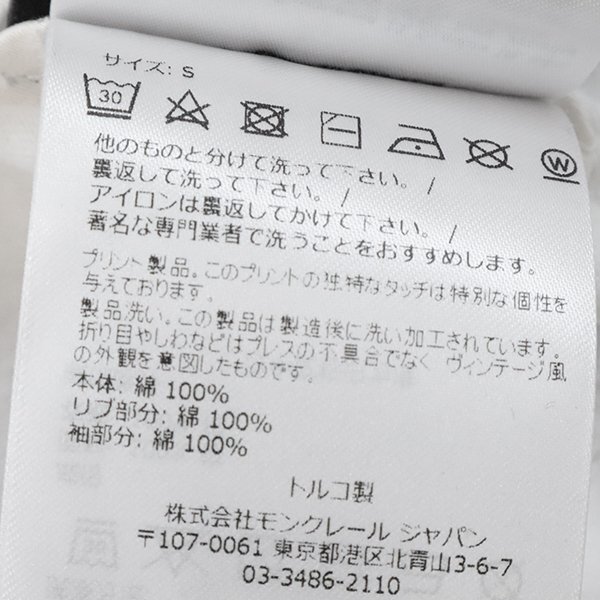 サイズ: S
30
W
他のものと分けて洗って下さい。/
裏返して洗って下さい。/
アイロンは裏返してかけて下さい。/
著名な専門業者で洗うことをおすすめします。
プリント製品。このプリントの独特なタッチは特別な個性を
与えております。
製品洗い。この製品は製造後に洗い加工されています。
折り目やしわなどはプレスの不具合でなく ヴィンテージ風
の外観を意図したものです。
本体: 綿 100%
リブ部分: 綿 100%
袖部分: 綿 100%
トルコ製
株式会社モンクレール ジャパン
〒107-0061 東京都港区北青山3-6-7
03-3486-2110